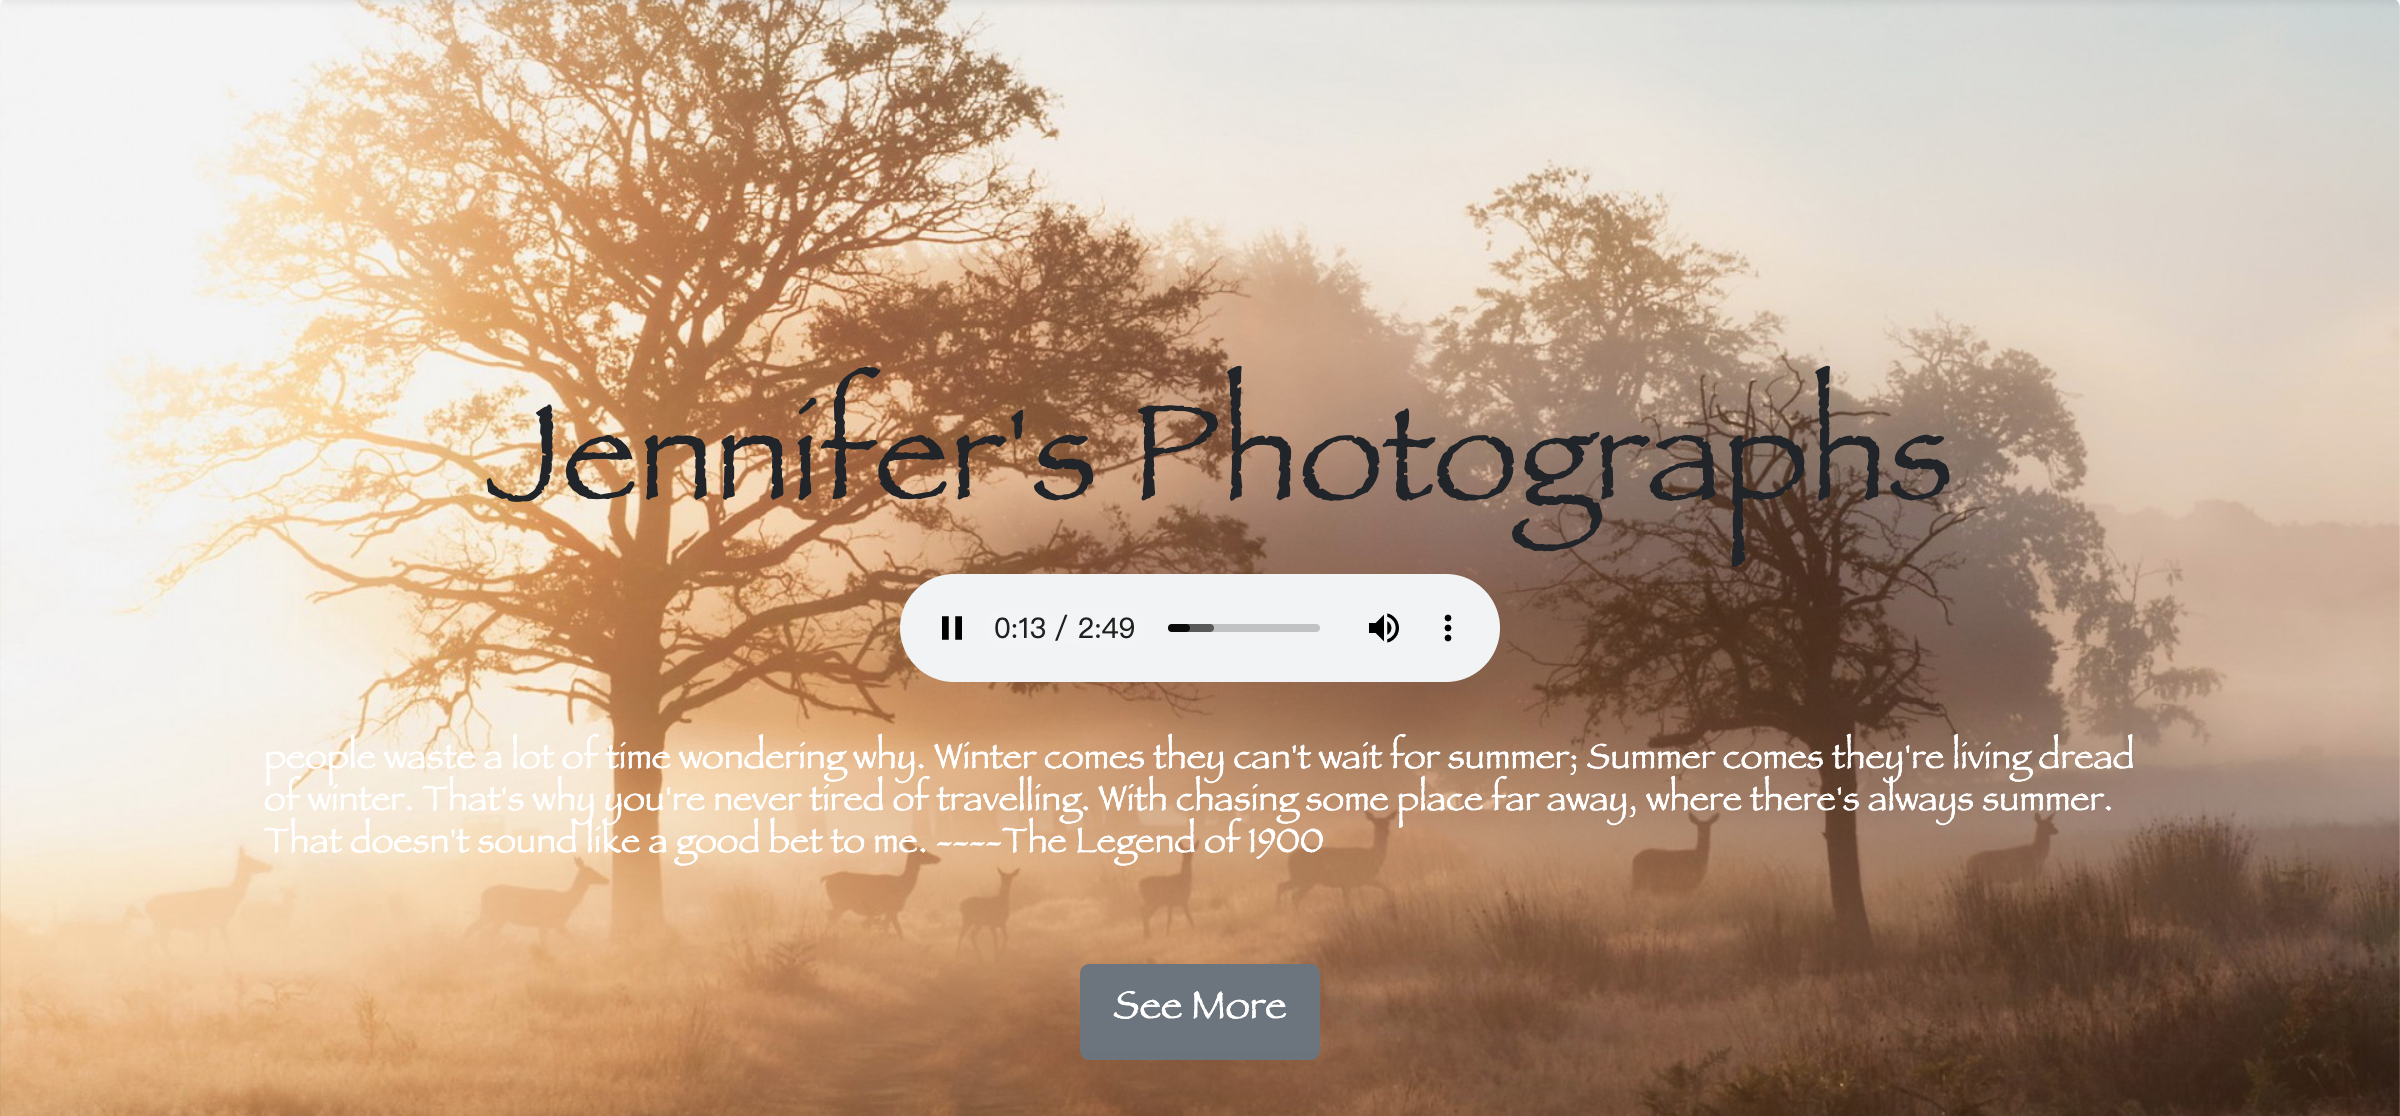 Jennifer's Photographs
0:13 / 2:49
people waste a lot of time wondering why. Winter comes they can't wait for summer; Summer comes they're living dread
of winter. That's why you're never tired of travelling. With chasing some place far away, where there's always summer.
That doesn't sound like a good bet to me. ----The Legend of 1900
See More